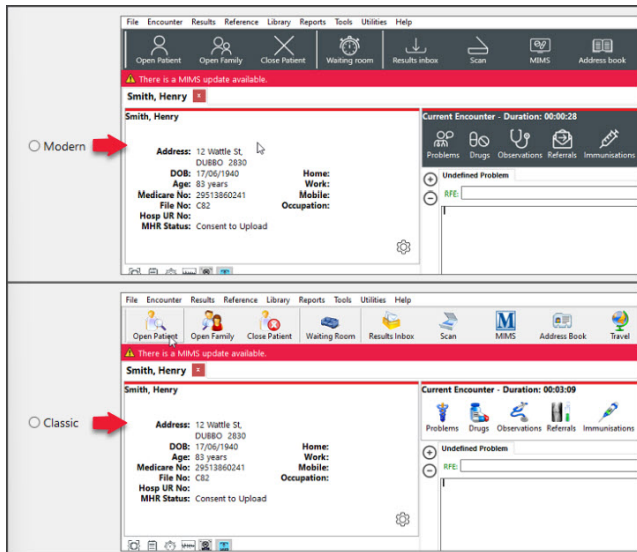 File Encounter Results Reference Library Reports Tools Utilities Help
Open Patient Open Family Close Patient Waiting room Results inbox Scan MIMS Address book
There is a MIMS update available.
Smith, Henry x
Smith, Henry
Current Encounter - Duration: 00:00:28
Modern
Address: 12 Wattle St,
DUBBO 2830
DOB: 17/06/1940 Home:
Age: 83 years Work:
Medicare No: 29513860241 Mobile:
File No: C82 Occupation:
Hosp UR No:
MHR Status: Consent to Upload
Problems Drugs Observations Referrals Immunisations
Undefined Problem
RFE:
File Encounter Results Reference Library Reports Tools Utilities Help
Open Patient Open Family Close Patient Waiting Room Results Inbox Scan M MIMS Address Book Travel
There is a MIMS update available.
Smith, Henry x
Smith, Henry
Current Encounter - Duration: 00:03:09
Classic
Address: 12 Wattle St,
DUBBO 2830
DOB: 17/06/1940 Home:
Age: 83 years Work:
Medicare No: 29513860241 Mobile:
File No: C82 Occupation:
Hosp UR No:
MHR Status: Consent to Upload
Problems Drugs Observations Referrals Immunisations
Undefined Problem
RFE: